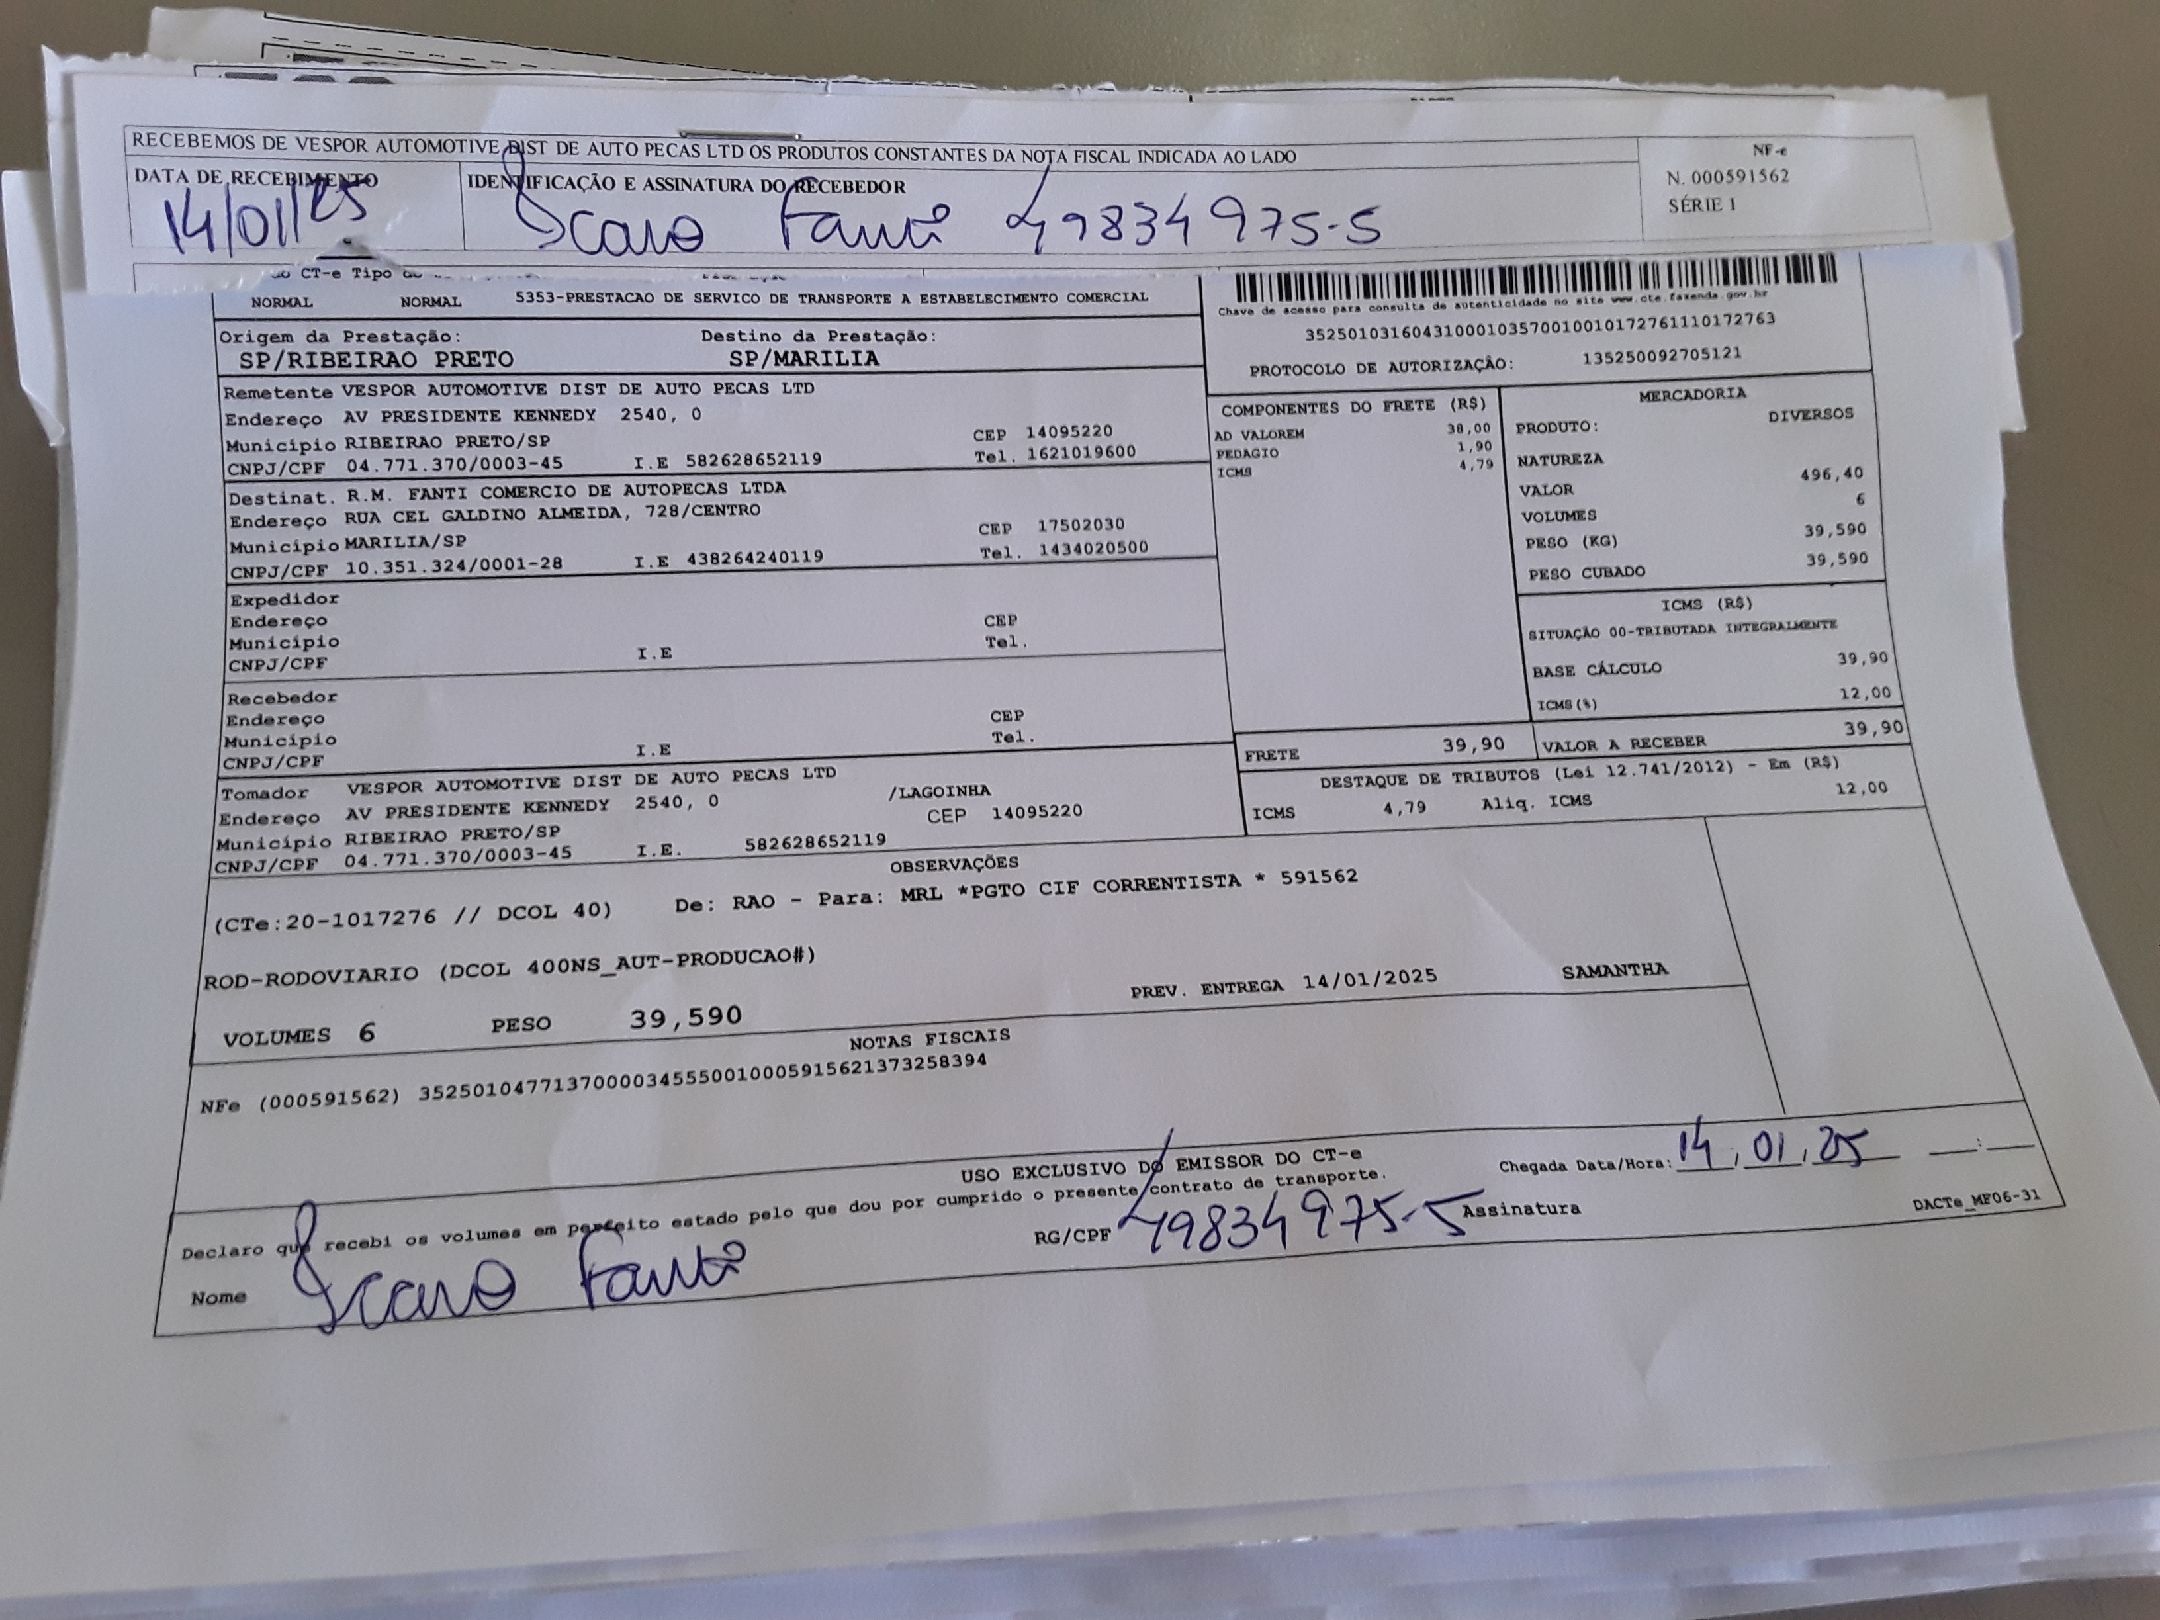 RECEBEMOS DE VESPOR AUTOMOTIVE DIST DE AUTO PECAS LTD OS PRODUTOS CONSTANTES DA NOTA FISCAL INDICADA AO LADO
NF-e
N. 000591562
SÉRIE 1
DATA DE RECEBIMENTO
14/01/25
IDENTIFICAÇÃO E ASSINATURA DO RECEBEDOR
Icaro Fanti 49834975-5
CT-e Tipo
NORMAL NORMAL 5353-PRESTACAO DE SERVICO DE TRANSPORTE A ESTABELECIMENTO COMERCIAL
Chave de acesso para consulta de autenticidade no site www.cte.fazenda.gov.br
35250103160431000103570010010172761110172763
PROTOCOLO DE AUTORIZAÇÃO: 135250092705121
Origem da Prestação: Destino da Prestação:
SP/RIBEIRAO PRETO SP/MARILIA
Remetente VESPOR AUTOMOTIVE DIST DE AUTO PECAS LTD
Endereço AV PRESIDENTE KENNEDY 2540, 0
Município RIBEIRAO PRETO/SP CEP 14095220
CNPJ/CPF 04.771.370/0003-45 I.E 582628652119 Tel. 1621019600
Destinat. R.M. FANTI COMERCIO DE AUTOPECAS LTDA
Endereço RUA CEL GALDINO ALMEIDA, 728/CENTRO
Município MARILIA/SP CEP 17502030
CNPJ/CPF 10.351.324/0001-28 I.E 438264240119 Tel. 1434020500
Expedidor
Endereço
Município CEP
CNPJ/CPF I.E Tel.
Recebedor
Endereço
Município CEP
CNPJ/CPF I.E Tel.
Tomador VESPOR AUTOMOTIVE DIST DE AUTO PECAS LTD
Endereço AV PRESIDENTE KENNEDY 2540, 0 /LAGOINHA
Município RIBEIRAO PRETO/SP CEP 14095220
CNPJ/CPF 04.771.370/0003-45 I.E. 582628652119
COMPONENTES DO FRETE (R$)
AD VALOREM 38,00
PEDAGIO 1,90
ICMS 4,79
MERCADORIA
PRODUTO: DIVERSOS
NATUREZA
VALOR 496,40
VOLUMES 6
PESO (KG) 39,590
PESO CUBADO 39,590
ICMS (R$)
SITUAÇÃO 00-TRIBUTADA INTEGRALMENTE
BASE CÁLCULO 39,90
ICMS(%) 12,00
FRETE 39,90 VALOR A RECEBER 39,90
DESTAQUE DE TRIBUTOS (Lei 12.741/2012) - Em (R$)
ICMS 4,79 Aliq. ICMS 12,00
OBSERVAÇÕES
(CTe:20-1017276 // DCOL 40) De: RAO - Para: MRL *PGTO CIF CORRENTISTA * 591562
ROD-RODOVIARIO (DCOL 400NS_AUT-PRODUCAO#)
PREV. ENTREGA 14/01/2025 SAMANTHA
VOLUMES 6 PESO 39,590
NOTAS FISCAIS
NFe (000591562) 35250104771370000345550010005915621373258394
USO EXCLUSIVO DO EMISSOR DO CT-e
Declaro que recebi os volumes em perfeito estado pelo que dou por cumprido o presente contrato de transporte.
Chegada Data/Hora: 14,01,25 __:__
Nome Icaro Fanti RG/CPF 49834975-5 Assinatura
DACTe_MF06-31